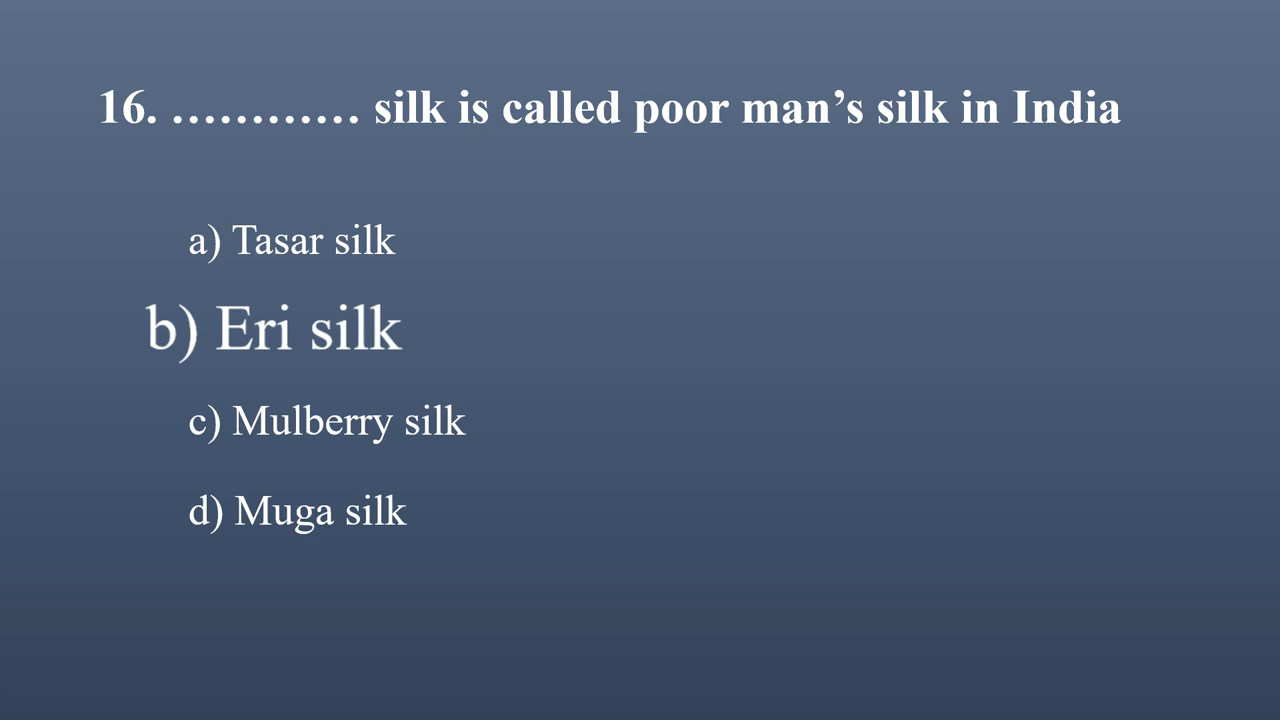 16. ………… silk is called poor man’s silk in India
a) Tasar silk
b) Eri silk
c) Mulberry silk
d) Muga silk